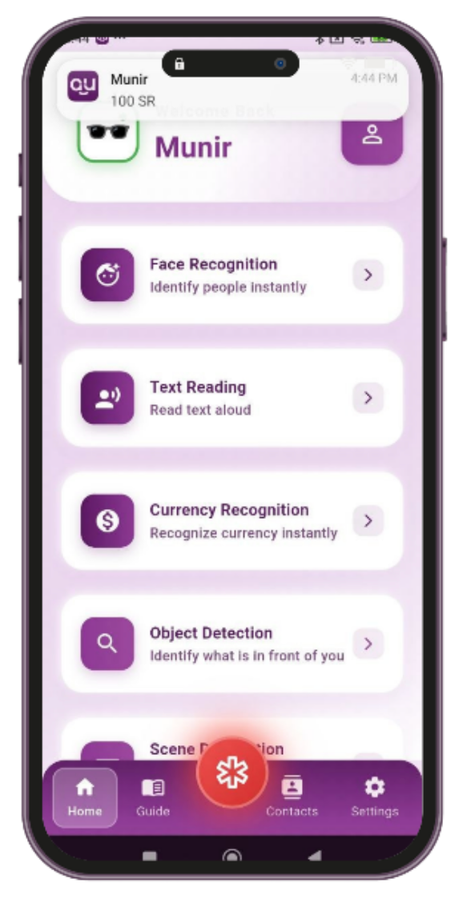 Munir
4:44 PM
100 SR
Welcome Back
Munir
Face Recognition
Identify people instantly
Text Reading
Read text aloud
Currency Recognition
Recognize currency instantly
Object Detection
Identify what is in front of you
Scene
Home
Guide
Contacts
Settings